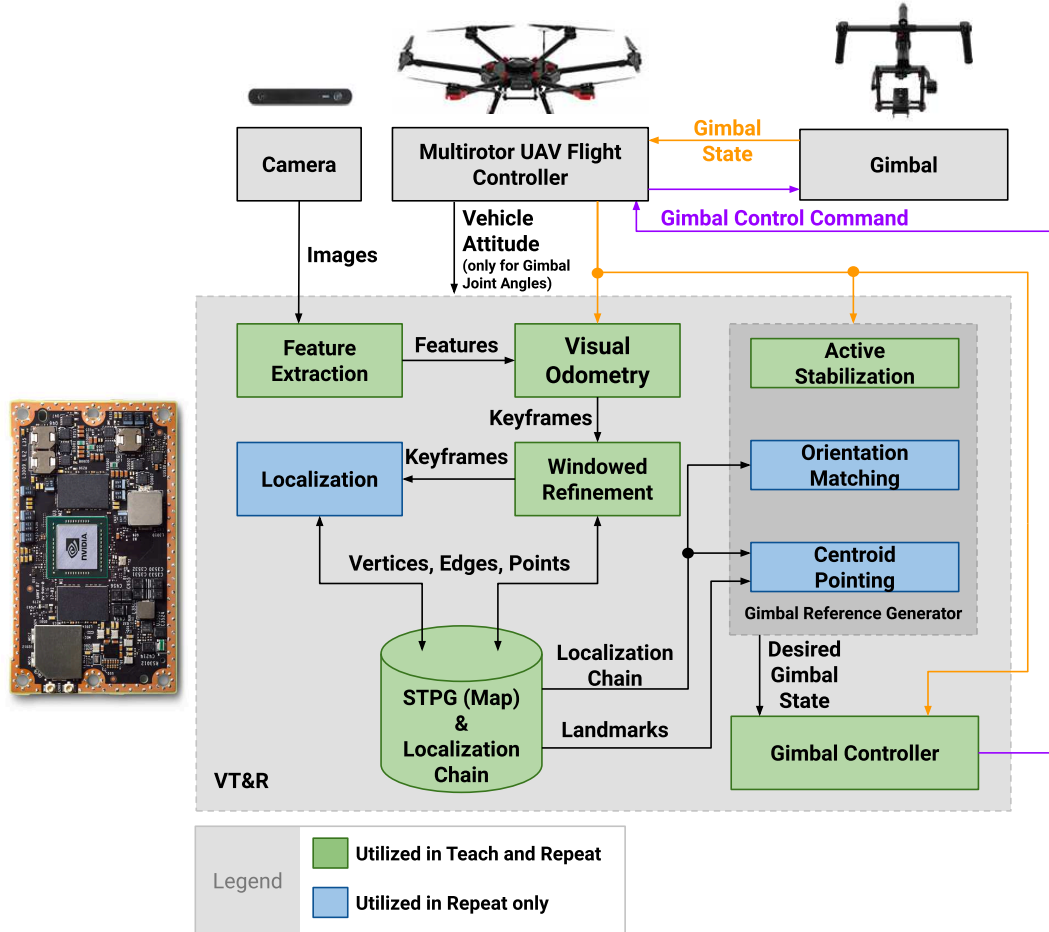 Camera
Multirotor UAV Flight
Controller
Gimbal
State
Gimbal
Gimbal Control Command
Images
Vehicle
Attitude
(only for Gimbal
Joint Angles)
Feature
Extraction
Features
Visual
Odometry
Active
Stabilization
Keyframes
Localization
Keyframes
Windowed
Refinement
Orientation
Matching
Vertices, Edges, Points
Centroid
Pointing
Gimbal Reference Generator
NVIDIA
STPG (Map)
&
Localization
Chain
Localization
Chain
Landmarks
Desired
Gimbal
State
Gimbal Controller
VT&R
Legend
Utilized in Teach and Repeat
Utilized in Repeat only